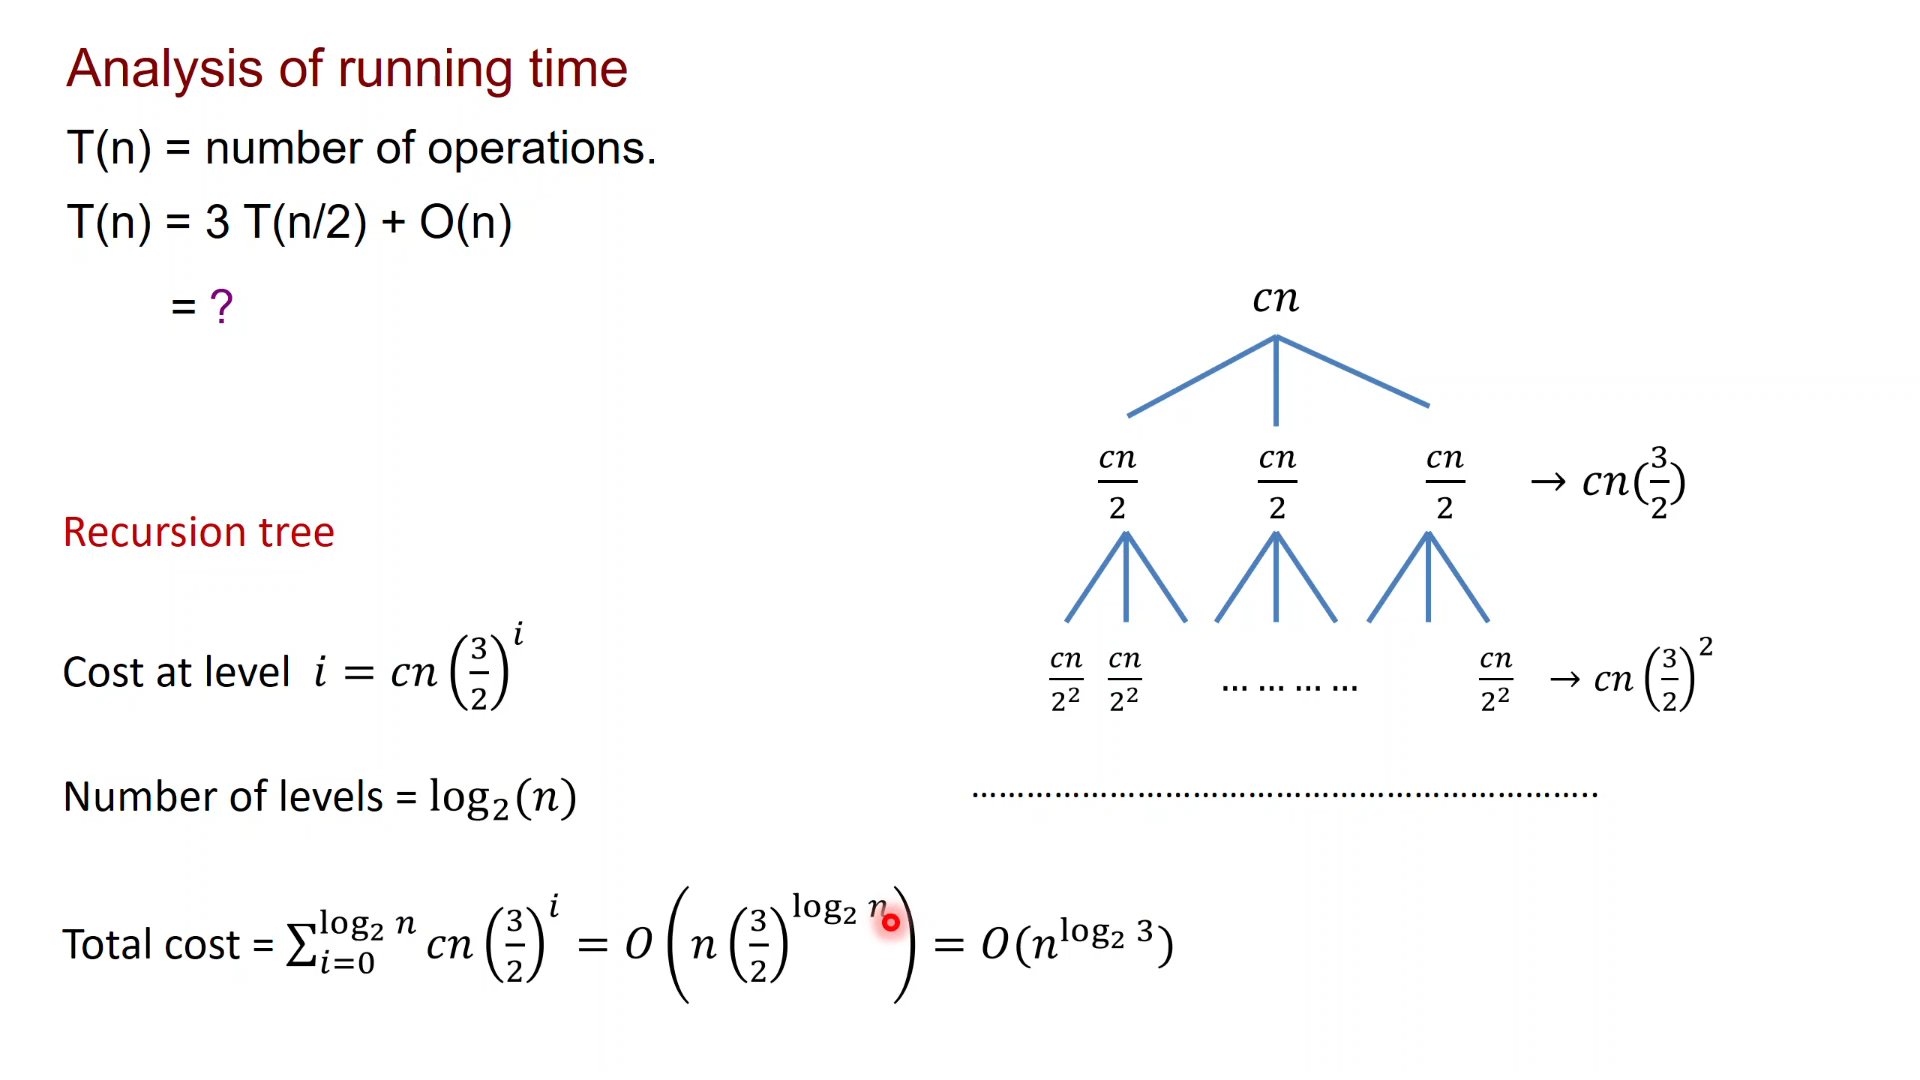 Analysis of running time
T(n) = number of operations.
T(n) = 3 T(n/2) + O(n)
= ?
cn
cn/2 cn/2 cn/2 → cn(3/2)
Recursion tree
Cost at level i = cn (3/2)^i
cn/2² cn/2² … … … … cn/2² → cn (3/2)²
Number of levels = log₂(n)
…………………………………………………………..
Total cost = ∑_{i=0}^{log₂ n} cn (3/2)^i = O(n (3/2)^{log₂ n}) = O(n^{log₂ 3})